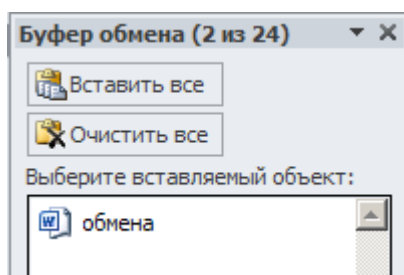 Буфер обмена (2 из 24)
Вставить все
Очистить все
Выберите вставляемый объект:
обмена